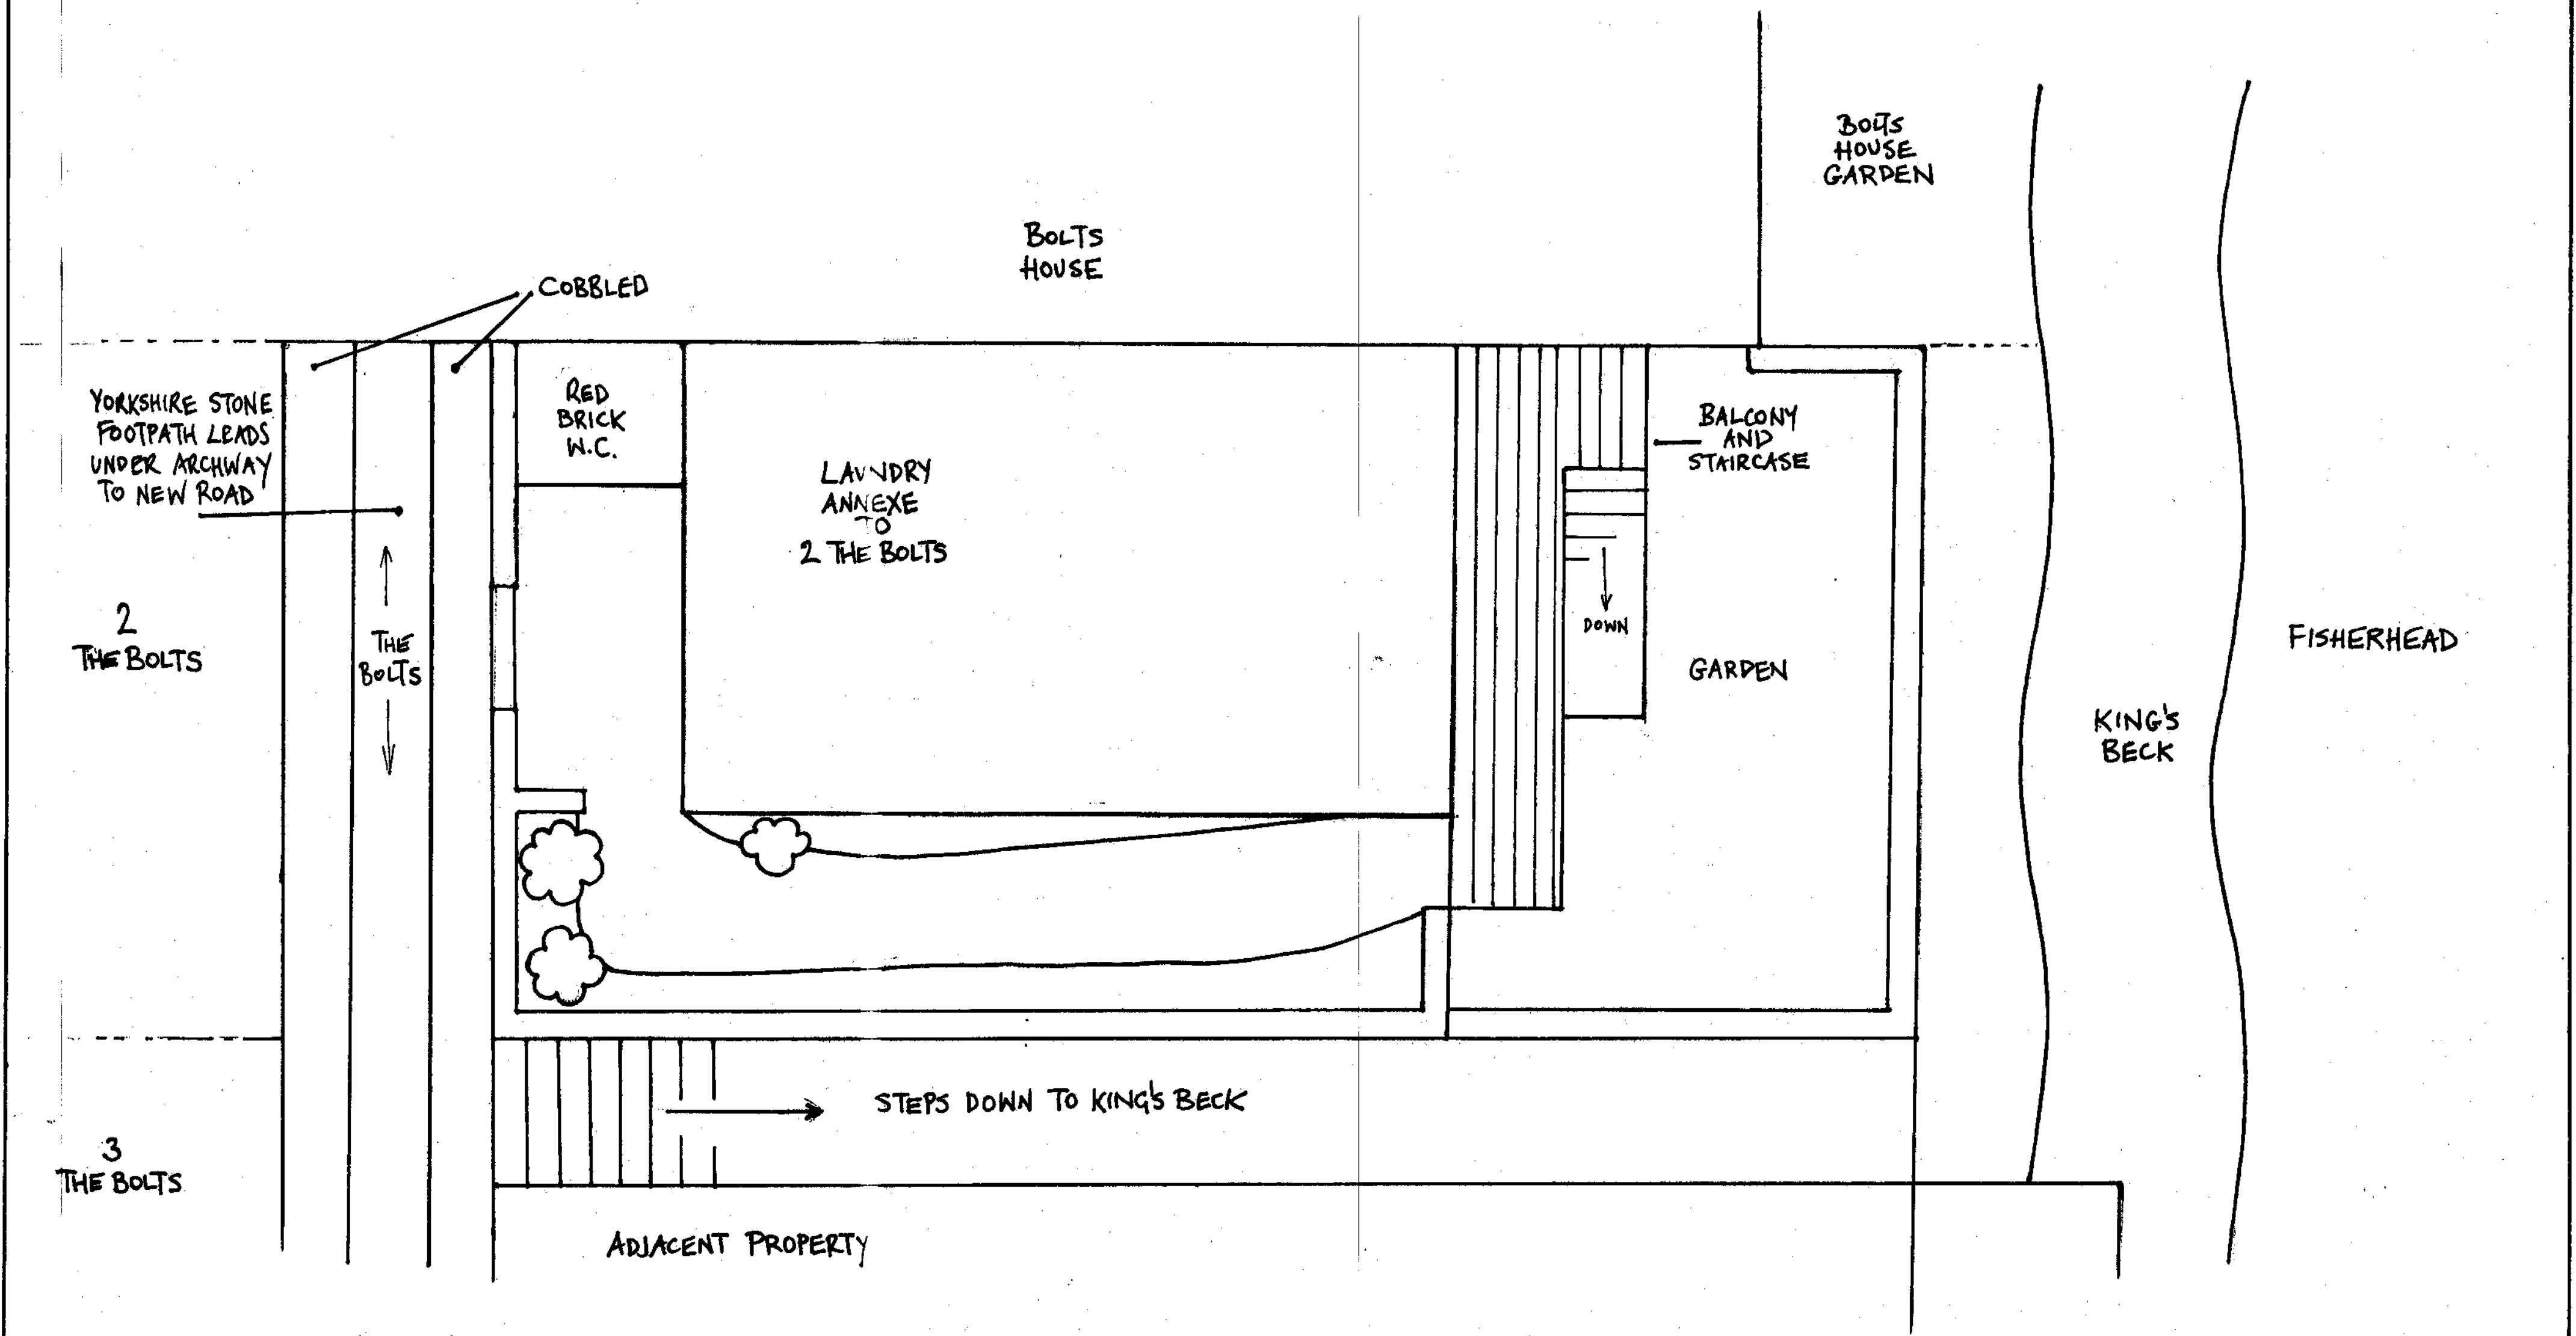 BOLTS
HOUSE
GARDEN
BOLTS
HOUSE
COBBLED
YORKSHIRE STONE
FOOTPATH LEADS
UNDER ARCHWAY
TO NEW ROAD
RED
BRICK
W.C.
LAUNDRY
ANNEXE
TO
2 THE BOLTS
BALCONY
AND
STAIRCASE
DOWN
GARDEN
2
THE BOLTS
THE
BOLTS
FISHERHEAD
KING'S
BECK
STEPS DOWN TO KING'S BECK
3
THE BOLTS
ADJACENT PROPERTY